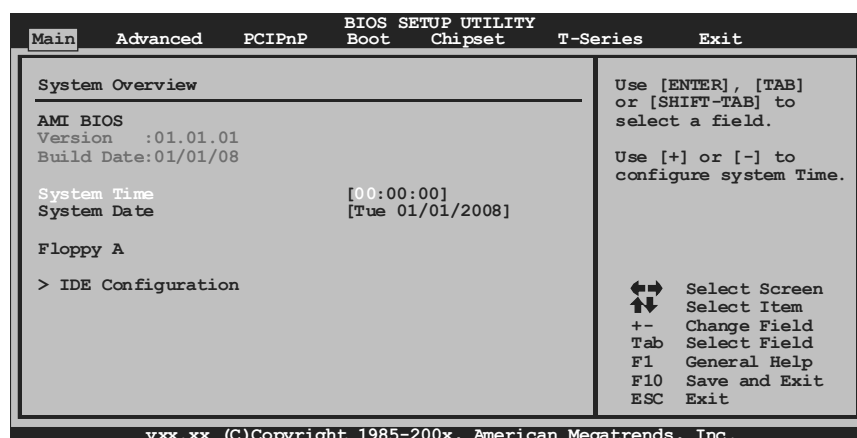 BIOS SETUP UTILITY
Main Advanced PCIPnP Boot Chipset T-Series Exit
System Overview
AMI BIOS
Version :01.01.01
Build Date:01/01/08
System Time [00:00:00]
System Date [Tue 01/01/2008]
Floppy A
> IDE Configuration
Use [ENTER], [TAB]
or [SHIFT-TAB] to
select a field.
Use [+] or [-] to
configure system Time.
Select Screen
Select Item
+- Change Field
Tab Select Field
F1 General Help
F10 Save and Exit
ESC Exit
vxx.xx (C)Copyright 1985-200x, American Megatrends, Inc.